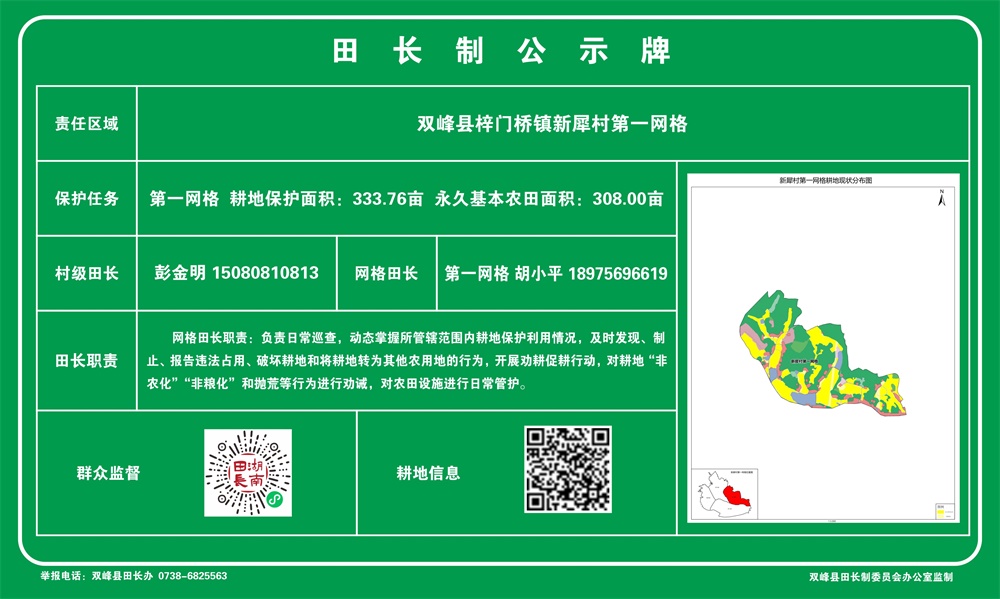 田长制公示牌
责任区域
双峰县梓门桥镇新犀村第一网格
保护任务
第一网格 耕地保护面积：333.76亩 永久基本农田面积：308.00亩
村级田长
彭金明 15080810813
网格田长
第一网格 胡小平 18975696619
田长职责
网格田长职责：负责日常巡查，动态掌握所管辖范围内耕地保护利用情况，及时发现、制
止、报告违法占用、破坏耕地和将耕地转为其他农用地的行为，开展劝耕促耕行动，对耕地“非
农化”“非粮化”和抛荒等行为进行劝诫，对农田设施进行日常管护。
新犀村第一网格耕地现状分布图
N
群众监督
湖南田長
耕地信息
举报电话：双峰县田长办 0738-6825563
双峰县田长制委员会办公室监制